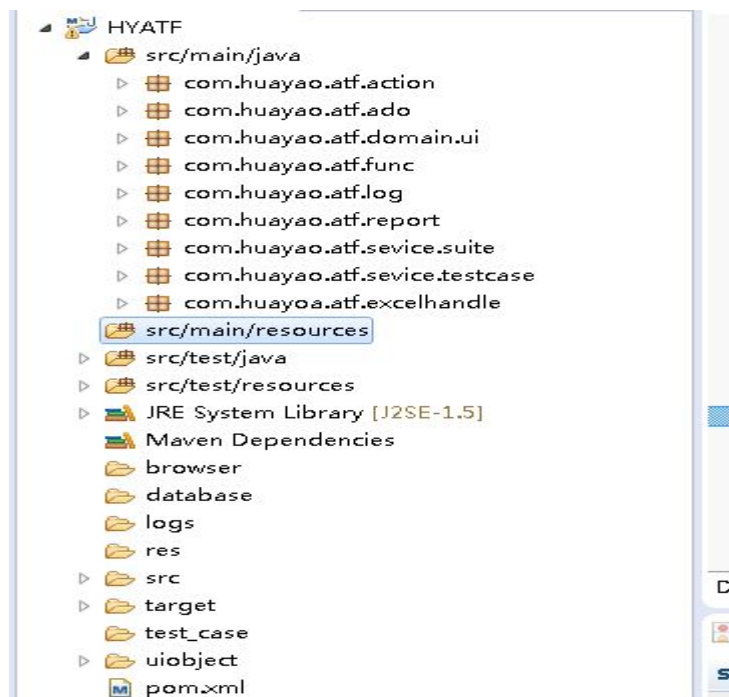 HYATF
src/main/java
com.huayao.atf.action
com.huayao.atf.ado
com.huayao.atf.domain.ui
com.huayao.atf.func
com.huayao.atf.log
com.huayao.atf.report
com.huayao.atf.sevice.suite
com.huayao.atf.sevice.testcase
com.huayoa.atf.excelhandle
src/main/resources
src/test/java
src/test/resources
JRE System Library [J2SE-1.5]
Maven Dependencies
browser
database
logs
res
src
target
test_case
uiobject
pom.xml